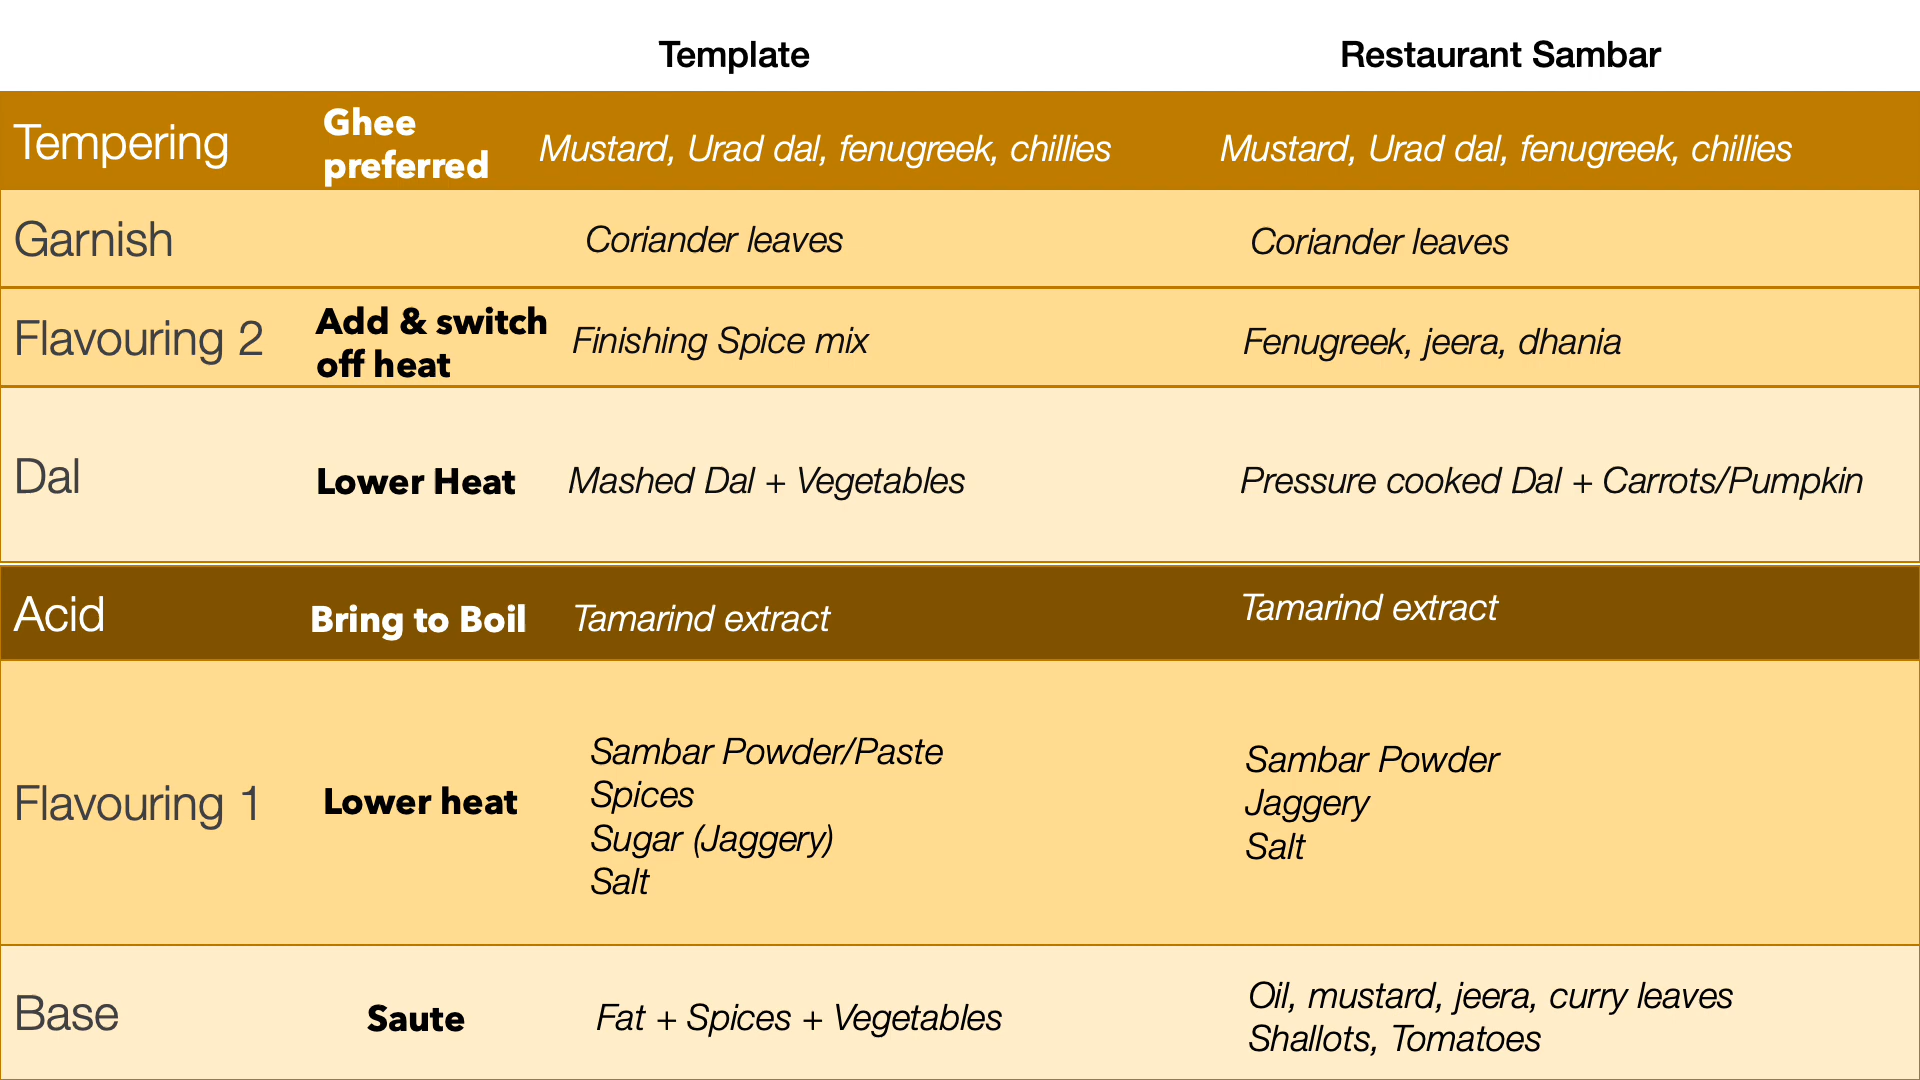 Template
Restaurant Sambar
Tempering
Ghee
preferred
Mustard, Urad dal, fenugreek, chillies
Mustard, Urad dal, fenugreek, chillies
Garnish
Coriander leaves
Coriander leaves
Flavouring 2
Add & switch
off heat
Finishing Spice mix
Fenugreek, jeera, dhania
Dal
Lower Heat
Mashed Dal + Vegetables
Pressure cooked Dal + Carrots/Pumpkin
Acid
Bring to Boil
Tamarind extract
Tamarind extract
Flavouring 1
Lower heat
Sambar Powder/Paste
Spices
Sugar (Jaggery)
Salt
Sambar Powder
Jaggery
Salt
Base
Saute
Fat + Spices + Vegetables
Oil, mustard, jeera, curry leaves
Shallots, Tomatoes